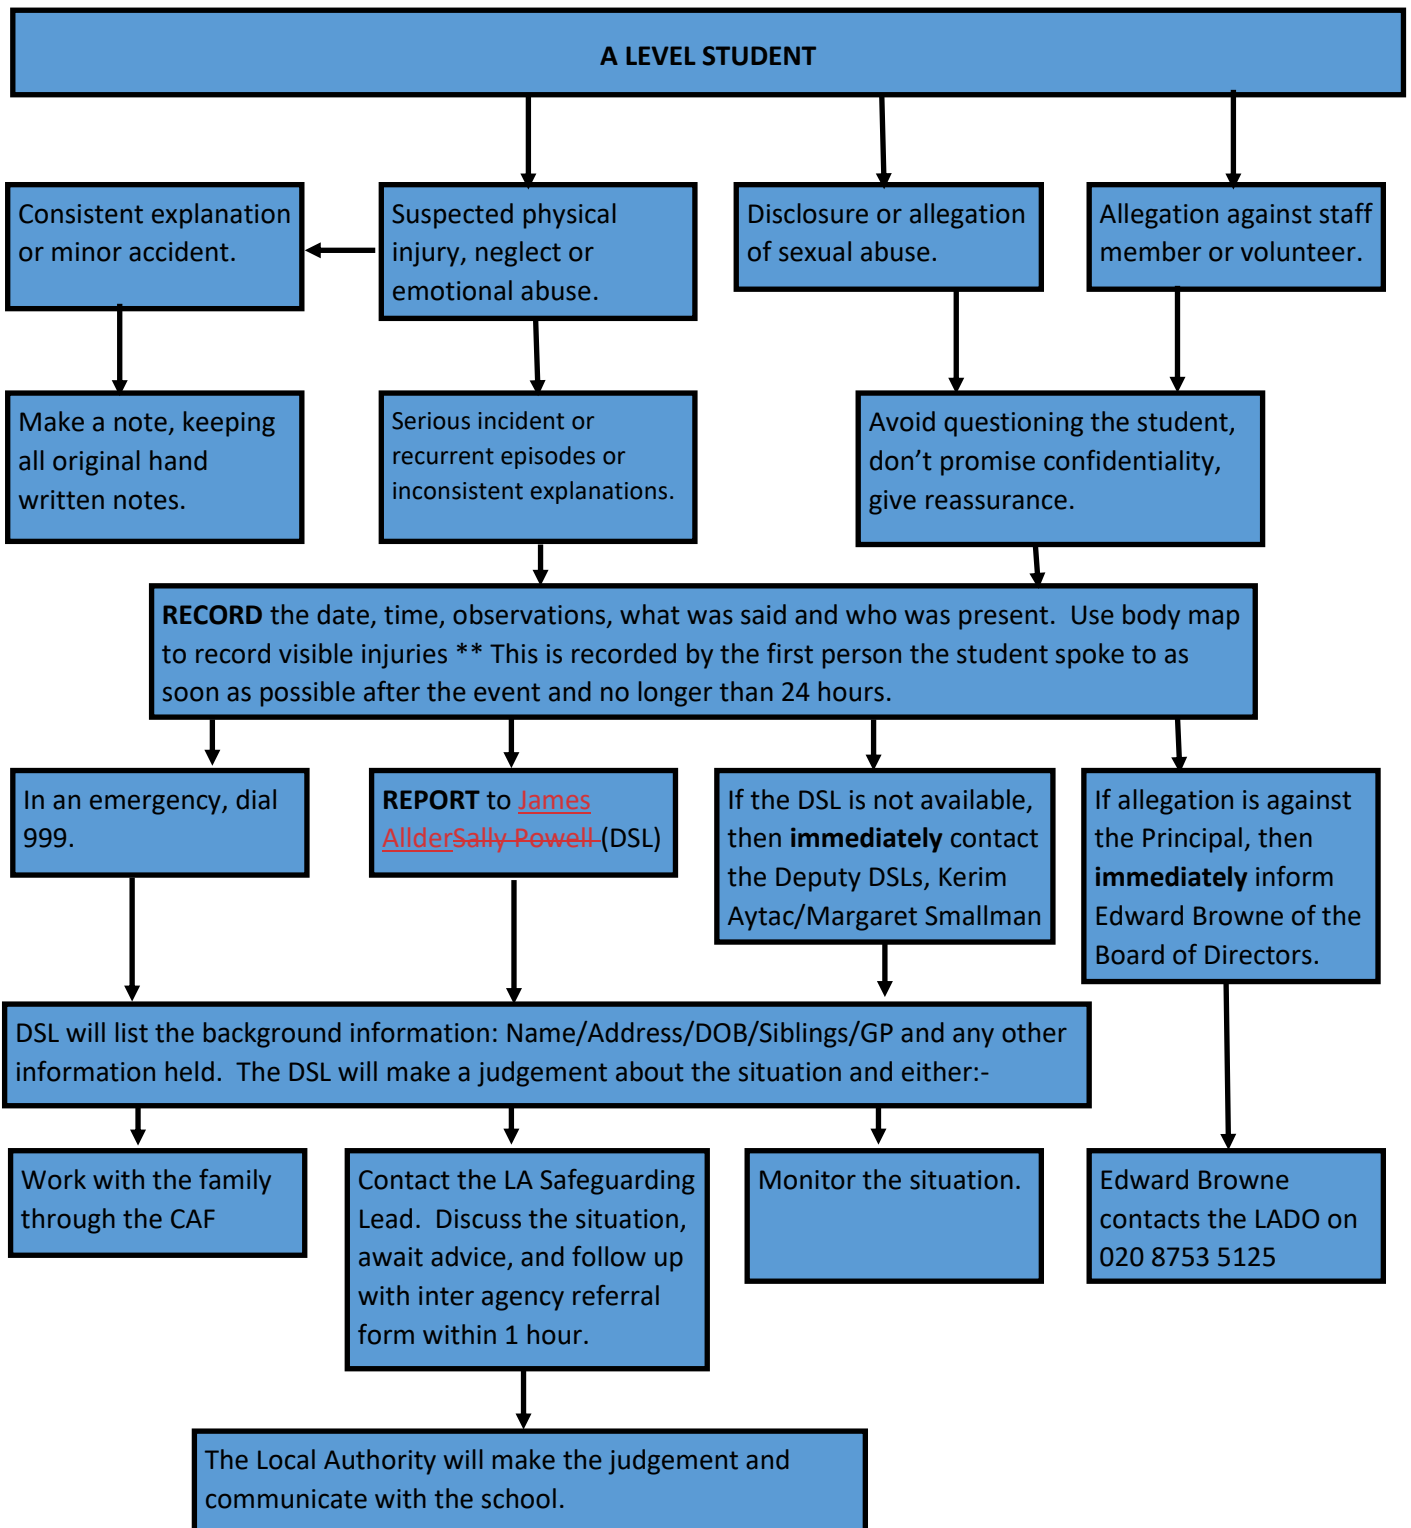 A LEVEL STUDENT
Consistent explanation
or minor accident.
Suspected physical
injury, neglect or
emotional abuse.
Disclosure or allegation
of sexual abuse.
Allegation against staff
member or volunteer.
Make a note, keeping
all original hand
written notes.
Serious incident or
recurrent episodes or
inconsistent explanations.
Avoid questioning the student,
don’t promise confidentiality,
give reassurance.
RECORD the date, time, observations, what was said and who was present. Use body map
to record visible injuries ** This is recorded by the first person the student spoke to as
soon as possible after the event and no longer than 24 hours.
In an emergency, dial
999.
REPORT to James
AllderSally Powell (DSL)
If the DSL is not available,
then immediately contact
the Deputy DSLs, Kerim
Aytac/Margaret Smallman
If allegation is against
the Principal, then
immediately inform
Edward Browne of the
Board of Directors.
DSL will list the background information: Name/Address/DOB/Siblings/GP and any other
information held. The DSL will make a judgement about the situation and either:-
Work with the family
through the CAF
Contact the LA Safeguarding
Lead. Discuss the situation,
await advice, and follow up
with inter agency referral
form within 1 hour.
Monitor the situation.
Edward Browne
contacts the LADO on
020 8753 5125
The Local Authority will make the judgement and
communicate with the school.